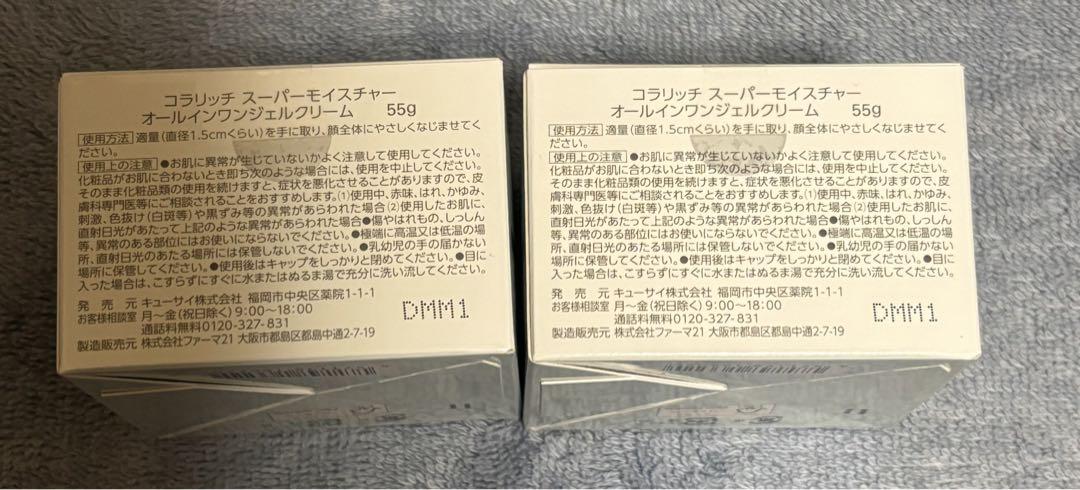 コラリッチ スーパーモイスチャー
オールインワンジェルクリーム 55g
使用方法 適量(直径1.5cmくらい)を手に取り、顔全体にやさしくなじませてく
ださい。
使用上の注意 ●お肌に異常が生じていないかよく注意して使用してください。
化粧品がお肌に合わないとき即ち次のような場合には、使用を中止してください。
そのまま化粧品類の使用を続けますと、症状を悪化させることがありますので、皮
膚科専門医等にご相談されることをおすすめします。(1)使用中、赤味、はれ、かゆみ、
刺激、色抜け(白斑等)や黒ずみ等の異常があらわれた場合(2)使用したお肌に、
直射日光があたって上記のような異常があらわれた場合●傷やはれもの、しっしん
等、異常のある部位にはお使いにならないでください。●極端に高温又は低温の場
所、直射日光のあたる場所には保管しないでください。●乳幼児の手の届かない
場所に保管してください。●使用後はキャップをしっかりと閉めてください。●目に
入った場合は、こすらずにすぐに水またはぬるま湯で充分に洗い流してください。
発売元 キューサイ株式会社 福岡市中央区薬院1-1-1
お客様相談室 月〜金(祝日除く) 9:00〜18:00
通話料無料0120-327-831
製造販売元 株式会社ファーマ21 大阪市都島区都島中通2-7-19
DMM1
コラリッチ スーパーモイスチャー
オールインワンジェルクリーム 55g
使用方法 適量(直径1.5cmくらい)を手に取り、顔全体にやさしくなじませてく
ださい。
使用上の注意 ●お肌に異常が生じていないかよく注意して使用してください。
化粧品がお肌に合わないとき即ち次のような場合には、使用を中止してください。
そのまま化粧品類の使用を続けますと、症状を悪化させることがありますので、皮
膚科専門医等にご相談されることをおすすめします。(1)使用中、赤味、はれ、かゆみ、
刺激、色抜け(白斑等)や黒ずみ等の異常があらわれた場合(2)使用したお肌に、
直射日光があたって上記のような異常があらわれた場合●傷やはれもの、しっしん
等、異常のある部位にはお使いにならないでください。●極端に高温又は低温の場
所、直射日光のあたる場所には保管しないでください。●乳幼児の手の届かない
場所に保管してください。●使用後はキャップをしっかりと閉めてください。●目に
入った場合は、こすらずにすぐに水またはぬるま湯で充分に洗い流してください。
発売元 キューサイ株式会社 福岡市中央区薬院1-1-1
お客様相談室 月〜金(祝日除く) 9:00〜18:00
通話料無料0120-327-831
製造販売元 株式会社ファーマ21 大阪市都島区都島中通2-7-19
DMM1